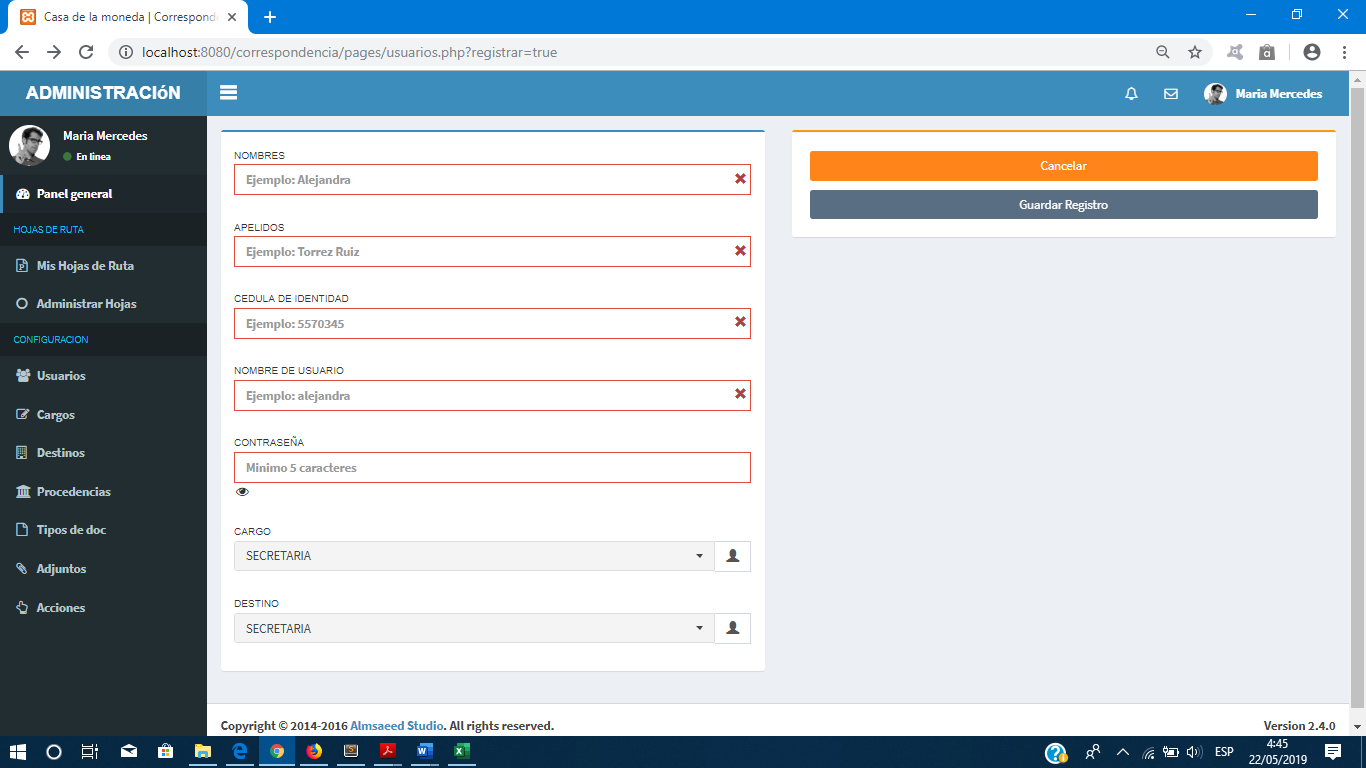 Casa de la moneda | Corresponde
localhost:8080/correspondencia/pages/usuarios.php?registrar=true
ADMINISTRACIóN
Maria Mercedes
Maria Mercedes
En linea
Panel general
HOJAS DE RUTA
Mis Hojas de Ruta
Administrar Hojas
CONFIGURACION
Usuarios
Cargos
Destinos
Procedencias
Tipos de doc
Adjuntos
Acciones
NOMBRES
Ejemplo: Alejandra
APELIDOS
Ejemplo: Torrez Ruiz
CEDULA DE IDENTIDAD
Ejemplo: 5570345
NOMBRE DE USUARIO
Ejemplo: alejandra
CONTRASEÑA
Minimo 5 caracteres
CARGO
SECRETARIA
DESTINO
SECRETARIA
Cancelar
Guardar Registro
Copyright © 2014-2016 Almsaeed Studio. All rights reserved.
Version 2.4.0
ESP
4:45
22/05/2019